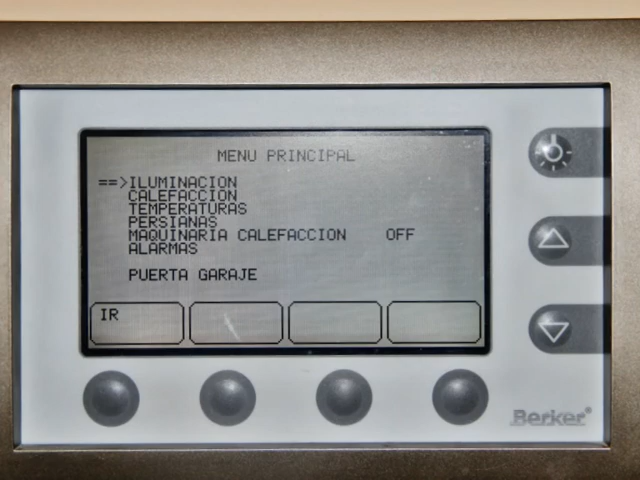 MENU PRINCIPAL
==>ILUMINACION
CALEFACCION
TEMPERATURAS
PERSIANAS
MAQUINARIA CALEFACCION OFF
ALARMAS
PUERTA GARAJE
IR
Berker®